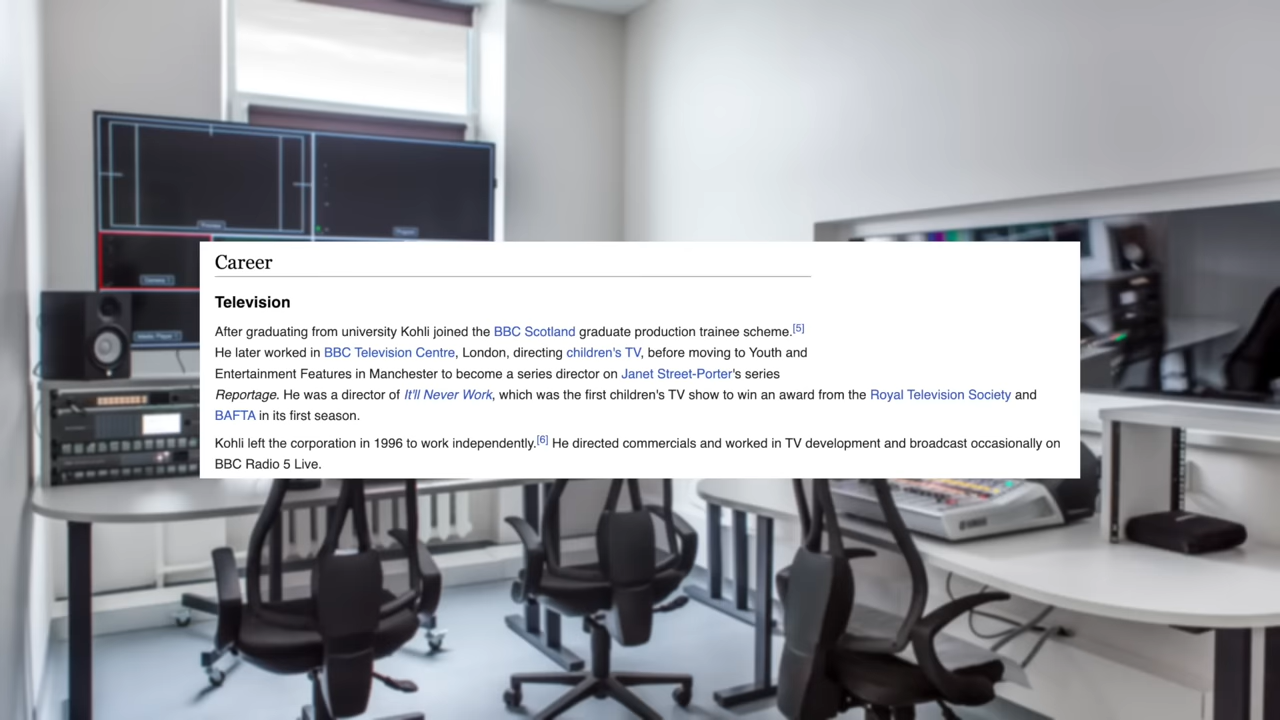 Career
Television
After graduating from university Kohli joined the BBC Scotland graduate production trainee scheme.[5]
He later worked in BBC Television Centre, London, directing children's TV, before moving to Youth and
Entertainment Features in Manchester to become a series director on Janet Street-Porter's series
Reportage. He was a director of It'll Never Work, which was the first children's TV show to win an award from the Royal Television Society and
BAFTA in its first season.
Kohli left the corporation in 1996 to work independently.[6] He directed commercials and worked in TV development and broadcast occasionally on
BBC Radio 5 Live.